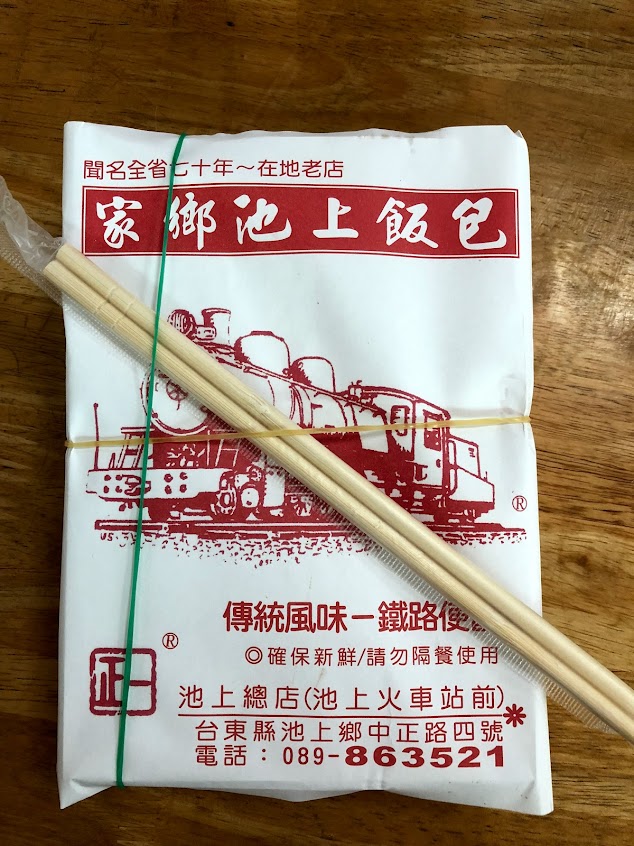 聞名全省七十年～在地老店
家鄉池上飯包
®
傳統風味－鐵路便
◎確保新鮮/請勿隔餐使用
®
正
池上總店(池上火車站前)
台東縣池上鄉中正路四號
電話：089-863521